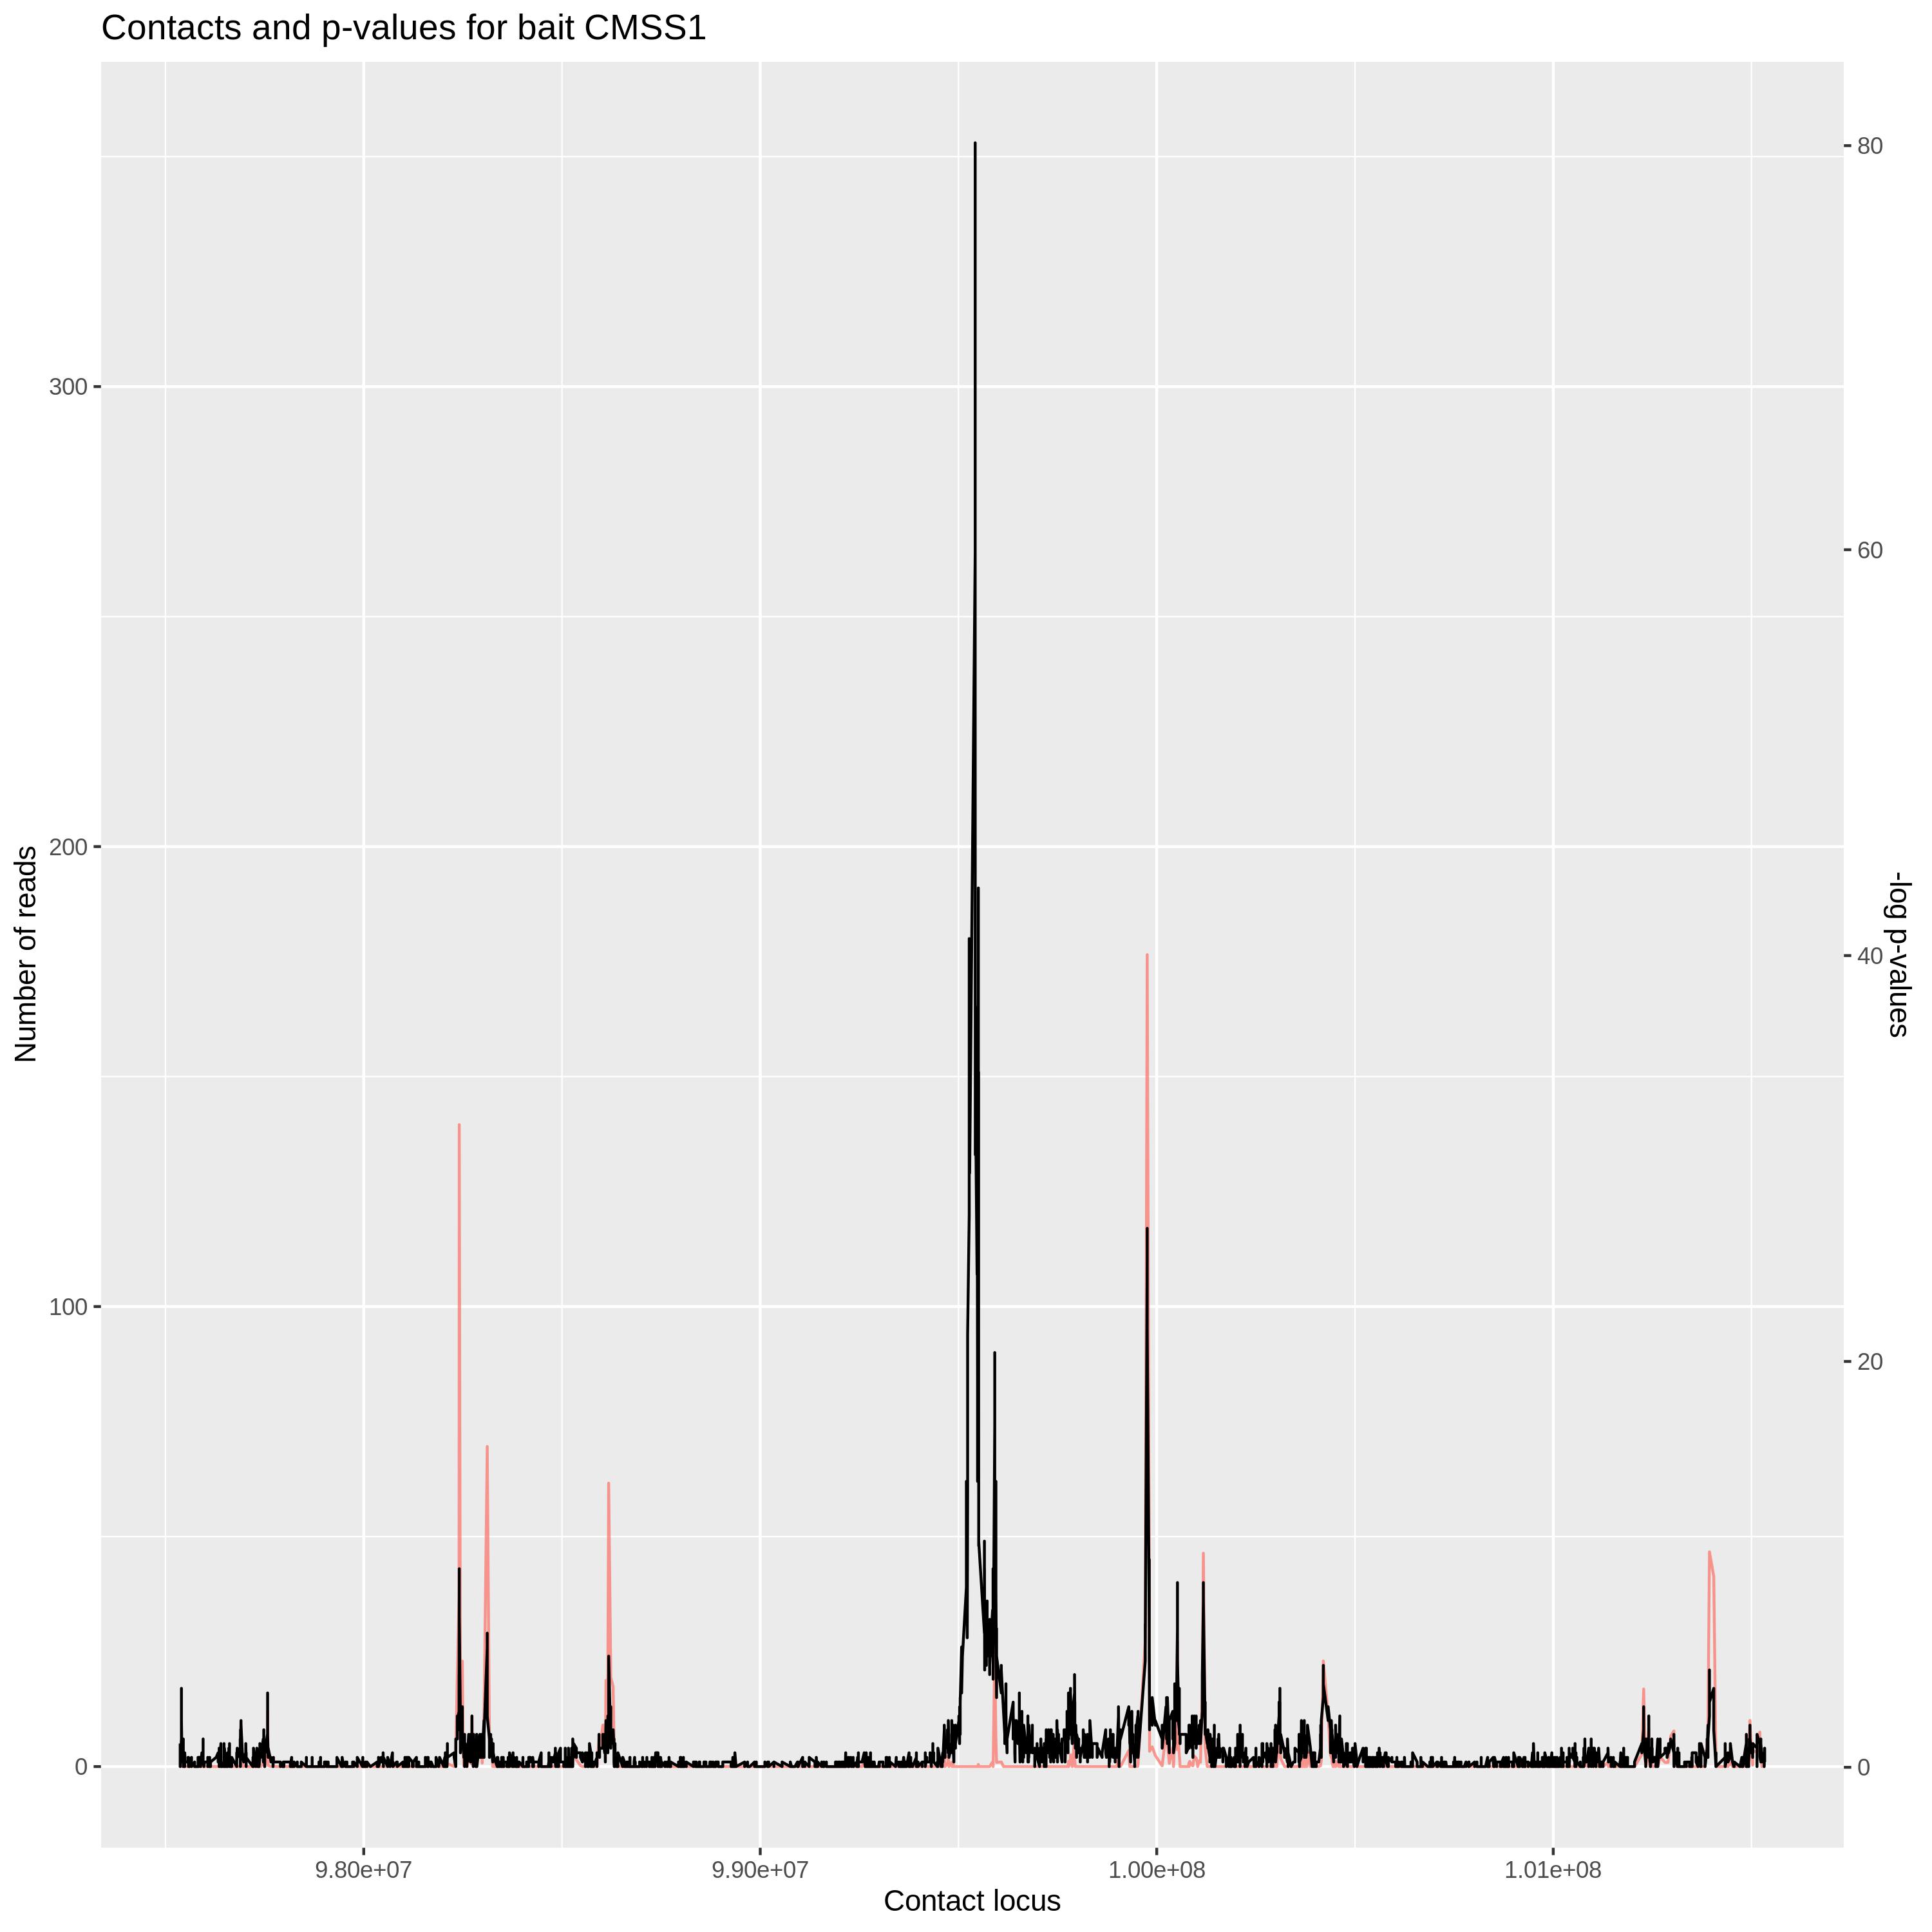 Contacts and p-values for bait CMSS1
Number of reads
300
200
100
0
80
60
40
20
0
-log p-values
9.80e+07
9.90e+07
1.00e+08
1.01e+08
Contact locus